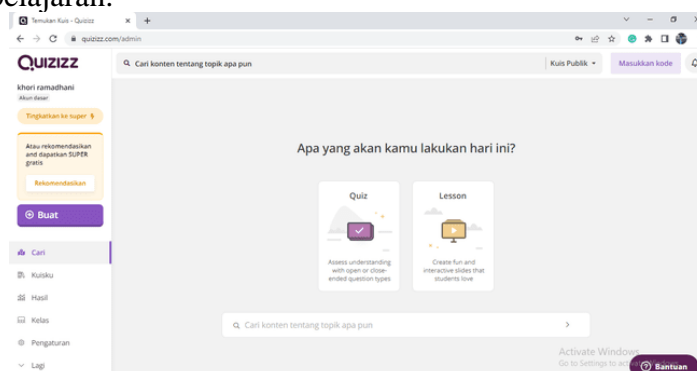 belajaran.
Temukan Kuis - Quizizz
quizizz.com/admin
QUIZIZZ
Cari konten tentang topik apa pun
Kuis Publik
Masukkan kode
khori ramadhani
Akun dasar
Tingkatkan ke super
Atau rekomendasikan
and dapatkan SUPER
gratis
Rekomendasikan
Buat
Cari
Kuisku
Hasil
Kelas
Pengaturan
Lagi
Apa yang akan kamu lakukan hari ini?
Quiz
Assess understanding
with open or close-
ended question types
Lesson
Create fun and
interactive slides that
students love
Cari konten tentang topik apa pun
Activate Windows
Go to Settings to
Bantuan